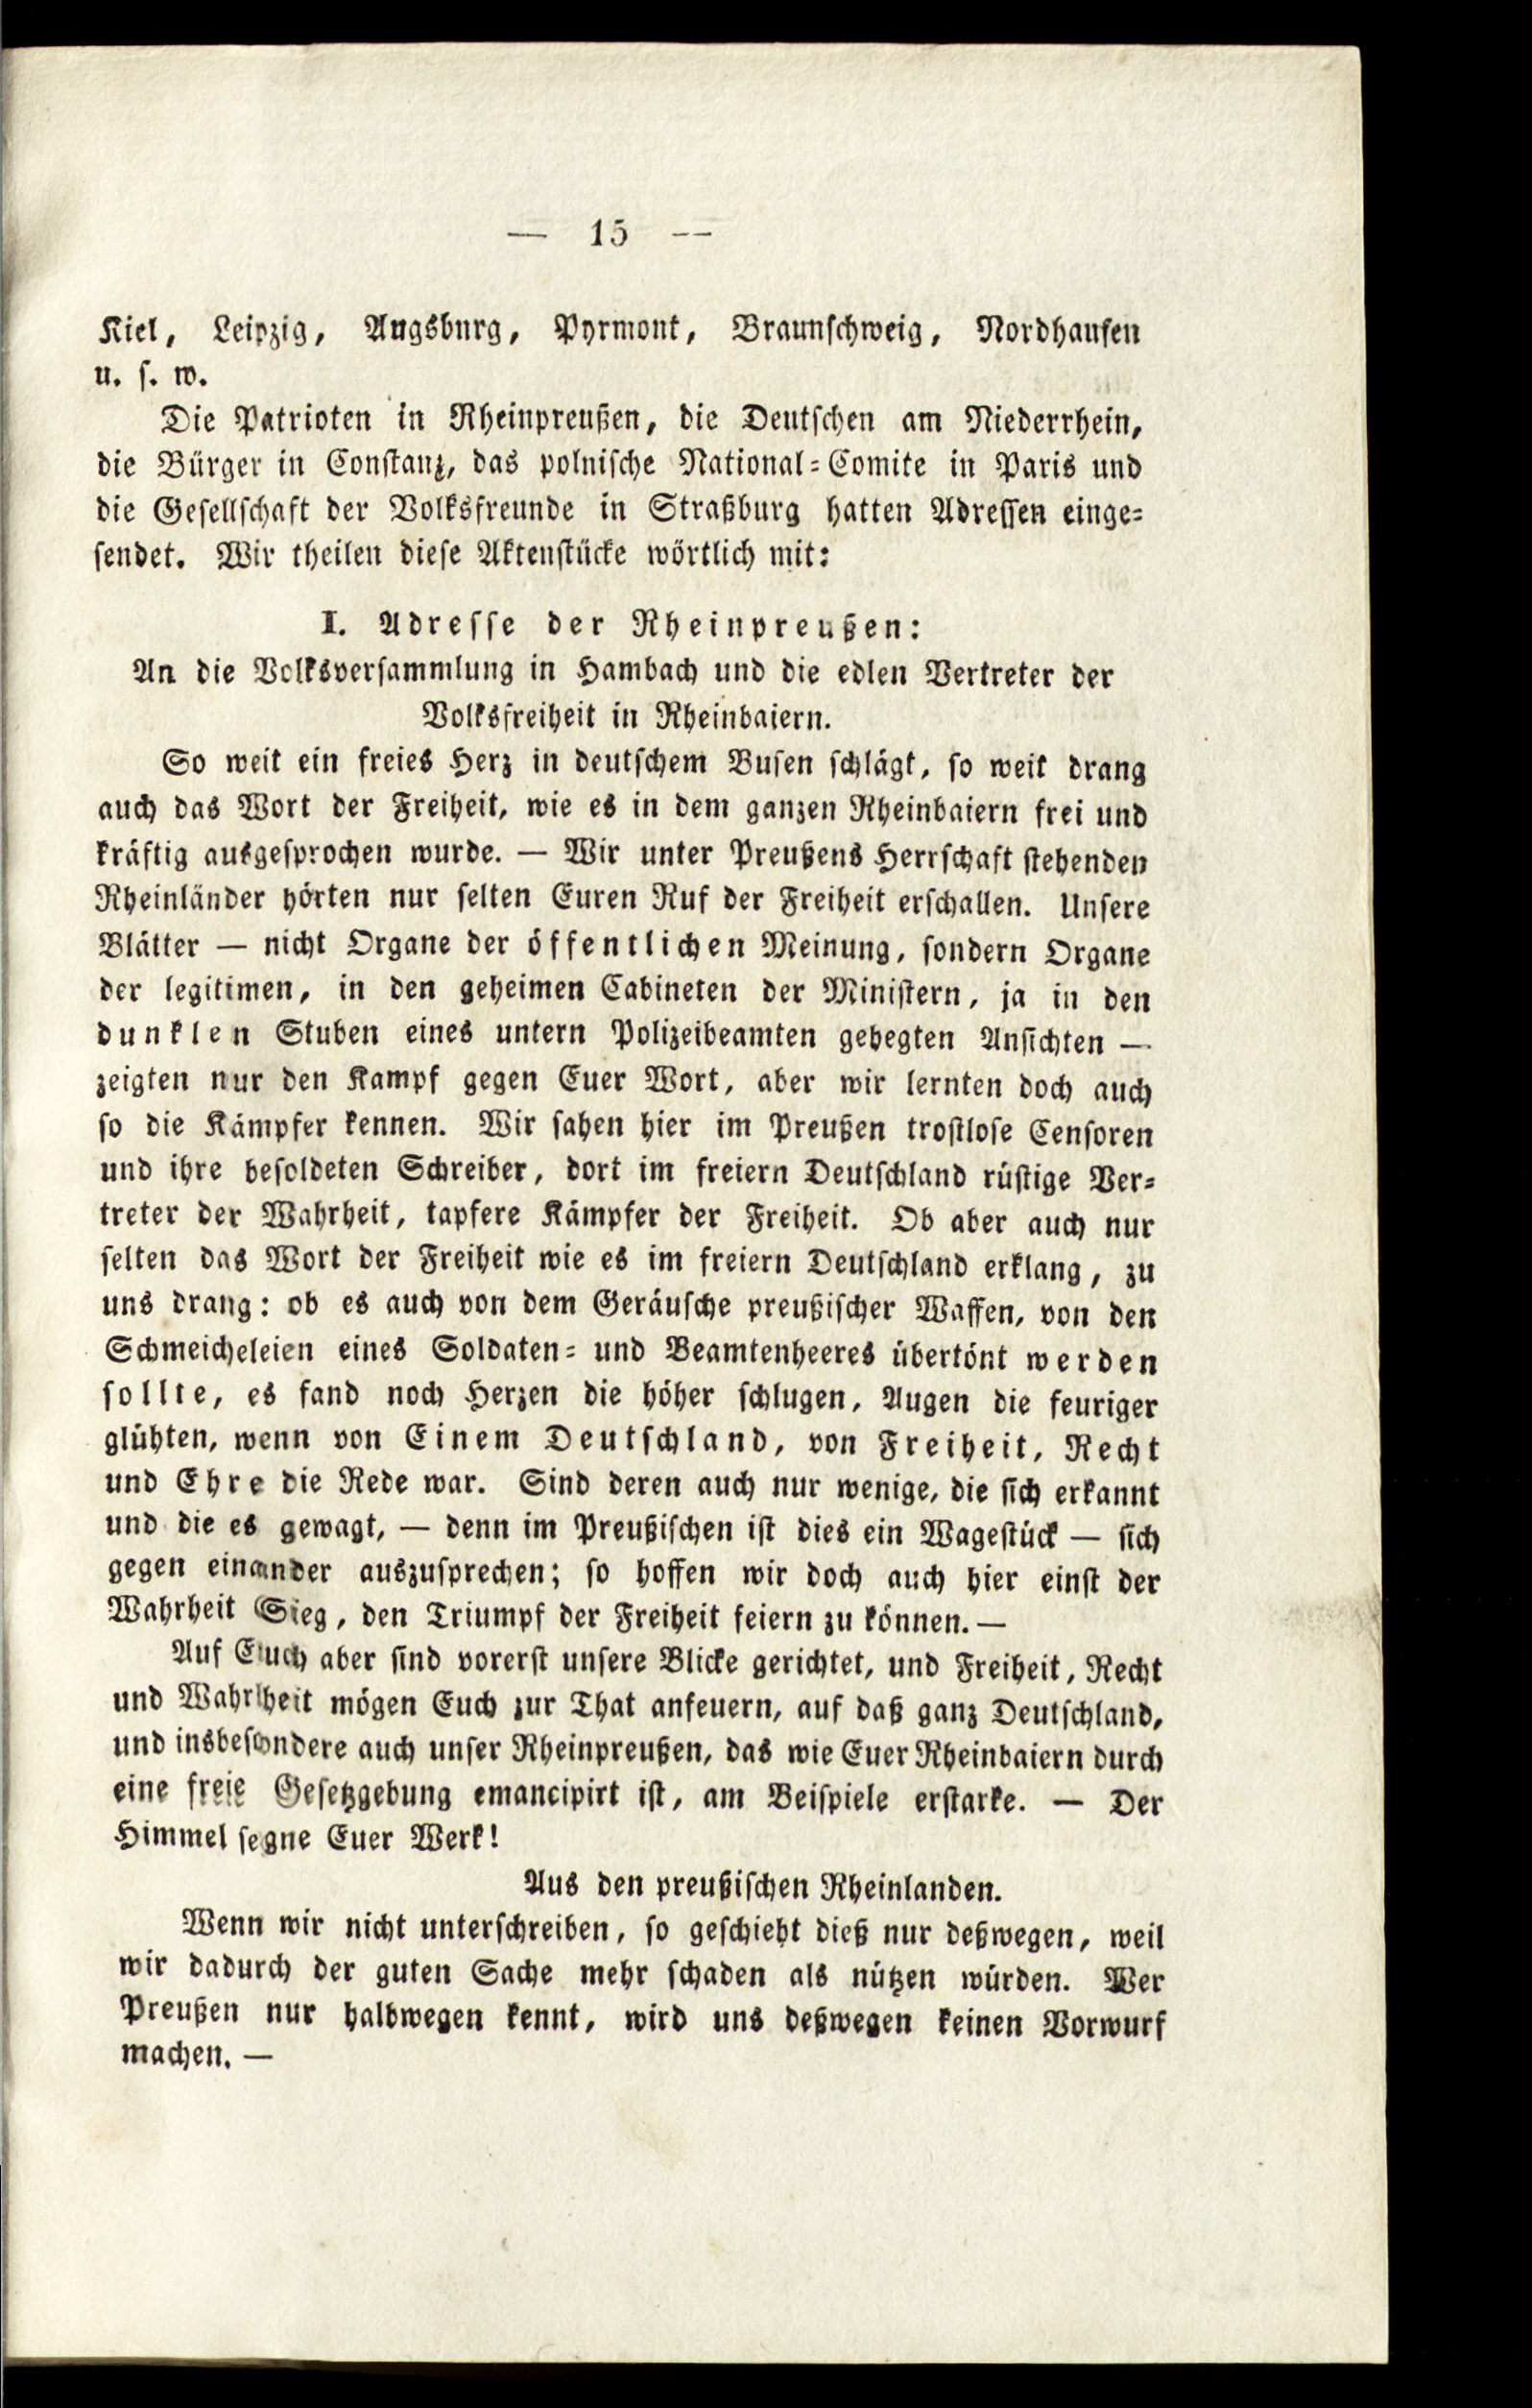 — 15 —
Kiel, Leipzig, Augsburg, Pyrmont, Braunschweig, Nordhausen
u. s. w.
Die Patrioten in Rheinpreußen, die Deutschen am Niederrhein,
die Bürger in Constanz, das polnische National-Comite in Paris und
die Gesellschaft der Volksfreunde in Straßburg hatten Adressen einge-
sendet. Wir theilen diese Aktenstücke wörtlich mit:
I. Adresse der Rheinpreußen:
An die Volksversammlung in Hambach und die edlen Vertreter der
Volksfreiheit in Rheinbaiern.
So weit ein freies Herz in deutschem Busen schlägt, so weit drang
auch das Wort der Freiheit, wie es in dem ganzen Rheinbaiern frei und
kräftig ausgesprochen wurde. — Wir unter Preußens Herrschaft stehenden
Rheinländer hörten nur selten Euren Ruf der Freiheit erschallen. Unsere
Blätter — nicht Organe der öffentlichen Meinung, sondern Organe
der legitimen, in den geheimen Cabineten der Ministern, ja in den
dunklen Stuben eines untern Polizeibeamten gehegten Ansichten —
zeigten nur den Kampf gegen Euer Wort, aber wir lernten doch auch
so die Kämpfer kennen. Wir sahen hier im Preußen trostlose Censoren
und ihre besoldeten Schreiber, dort im freiern Deutschland rüstige Ver-
treter der Wahrheit, tapfere Kämpfer der Freiheit. Ob aber auch nur
selten das Wort der Freiheit wie es im freiern Deutschland erklang, zu
uns drang: ob es auch von dem Geräusche preußischer Waffen, von den
Schmeicheleien eines Soldaten- und Beamtenheeres übertönt werden
sollte, es fand noch Herzen die höher schlugen, Augen die feuriger
glühten, wenn von Einem Deutschland, von Freiheit, Recht
und Ehre die Rede war. Sind deren auch nur wenige, die sich erkannt
und die es gewagt, — denn im Preußischen ist dies ein Wagestück — sich
gegen einander auszusprechen; so hoffen wir doch auch hier einst der
Wahrheit Sieg, den Triumpf der Freiheit feiern zu können. —
Auf Euch aber sind vorerst unsere Blicke gerichtet, und Freiheit, Recht
und Wahrheit mögen Euch zur That anfeuern, auf daß ganz Deutschland,
und insbesondere auch unser Rheinpreußen, das wie Euer Rheinbaiern durch
eine freie Gesetzgebung emancipirt ist, am Beispiele erstarke. — Der
Himmel segne Euer Werk!
Aus den preußischen Rheinlanden.
Wenn wir nicht unterschreiben, so geschieht dieß nur deßwegen, weil
wir dadurch der guten Sache mehr schaden als nützen würden. Wer
Preußen nur halbwegen kennt, wird uns deßwegen keinen Vorwurf
machen. —